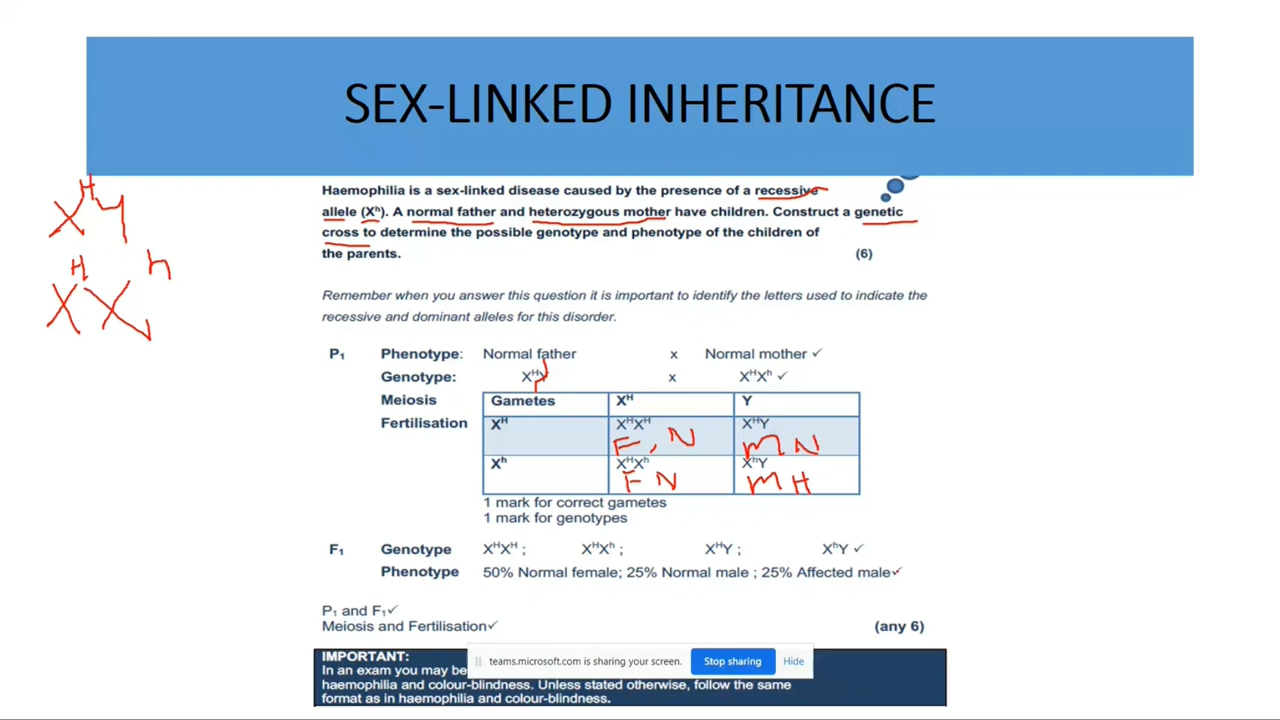 SEX-LINKED INHERITANCE
Haemophilia is a sex-linked disease caused by the presence of a recessive
allele (Xʰ). A normal father and heterozygous mother have children. Construct a genetic
cross to determine the possible genotype and phenotype of the children of
the parents. (6)
Remember when you answer this question it is important to identify the letters used to indicate the
recessive and dominant alleles for this disorder.
XᴴY
XᴴXʰ
P₁ Phenotype: Normal father x Normal mother ✓
Genotype: XᴴY x XᴴXʰ ✓
Meiosis Gametes Xᴴ Y
Fertilisation Xᴴ XᴴXᴴ XᴴY
F, N M N
Xʰ XᴴXʰ XʰY
F N M H
1 mark for correct gametes
1 mark for genotypes
F₁ Genotype XᴴXᴴ ; XᴴXʰ ; XᴴY ; XʰY ✓
Phenotype 50% Normal female; 25% Normal male ; 25% Affected male✓
P₁ and F₁✓
Meiosis and Fertilisation✓ (any 6)
IMPORTANT:
In an exam you may be
haemophilia and colour-blindness. Unless stated otherwise, follow the same
format as in haemophilia and colour-blindness.
teams.microsoft.com is sharing your screen. Stop sharing Hide